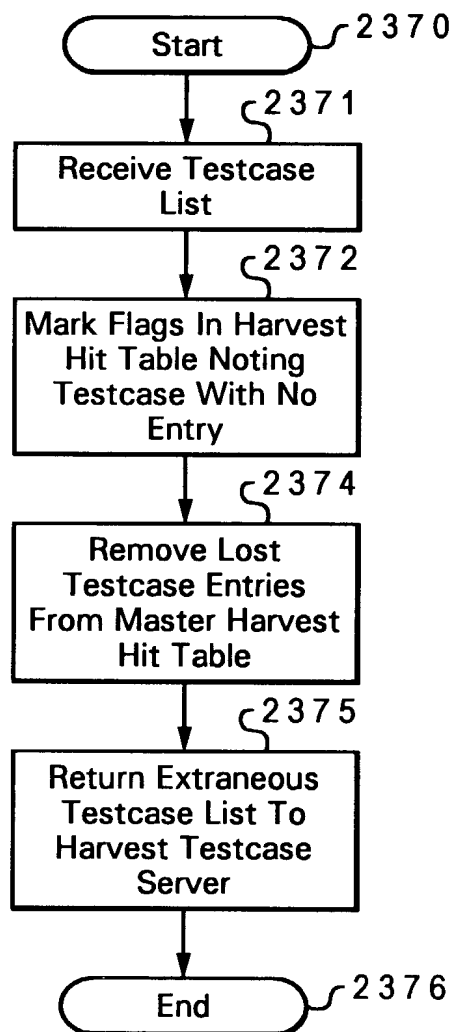 2370
Start
2371
Receive Testcase
List
2372
Mark Flags In Harvest
Hit Table Noting
Testcase With No
Entry
2374
Remove Lost
Testcase Entries
From Master Harvest
Hit Table
2375
Return Extraneous
Testcase List To
Harvest Testcase
Server
2376
End